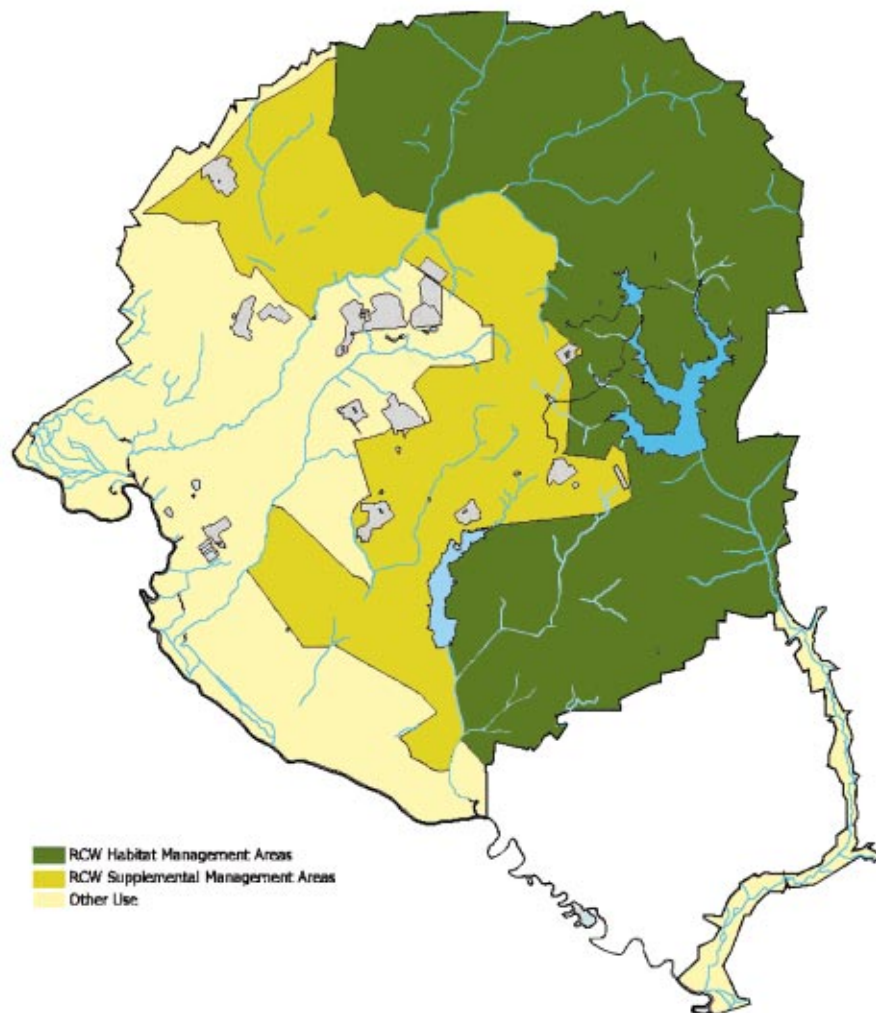 RCW Habitat Management Areas
RCW Supplemental Management Areas
Other Use